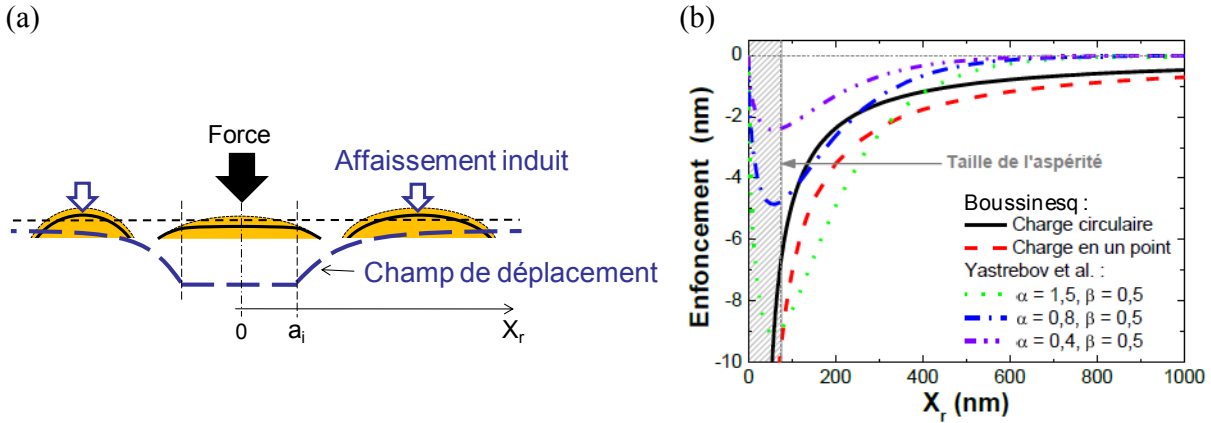 (a)
Force
Affaissement induit
Champ de déplacement
0
aᵢ
Xᵣ
(b)
0
-2
-4
-6
-8
-10
Enfoncement (nm)
Taille de l'aspérité
Boussinesq :
Charge circulaire
Charge en un point
Yastrebov et al. :
α = 1,5, β = 0,5
α = 0,8, β = 0,5
α = 0,4, β = 0,5
0 200 400 600 800 1000
Xᵣ (nm)